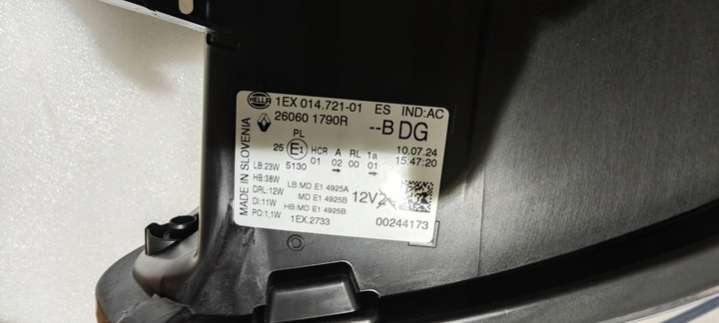 HELLA 1EX 014.721-01 ES IND:AC
26060 1790R --B DG
PL 10.07.24
25 E1 HCR A RL 1a 15:47:20
5130 01 02 00 01
LB:23W
HB:38W LB:MD E1 4925A
DRL:12W MD E1 4925B 12V
DI:11W HB:MD E1 4925B
PO:1,1W 1EX.2733 00244173
MADE IN SLOVENIA